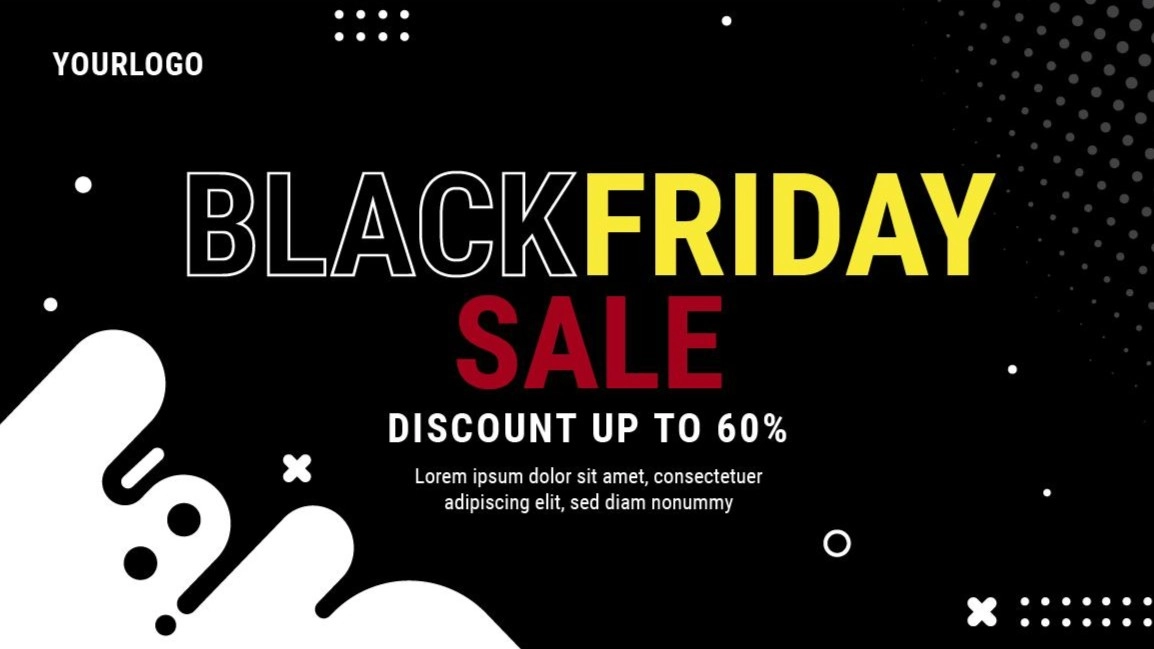 YOURLOGO
BLACKFRIDAY
SALE
DISCOUNT UP TO 60%
Lorem ipsum dolor sit amet, consectetuer
adipiscing elit, sed diam nonummy